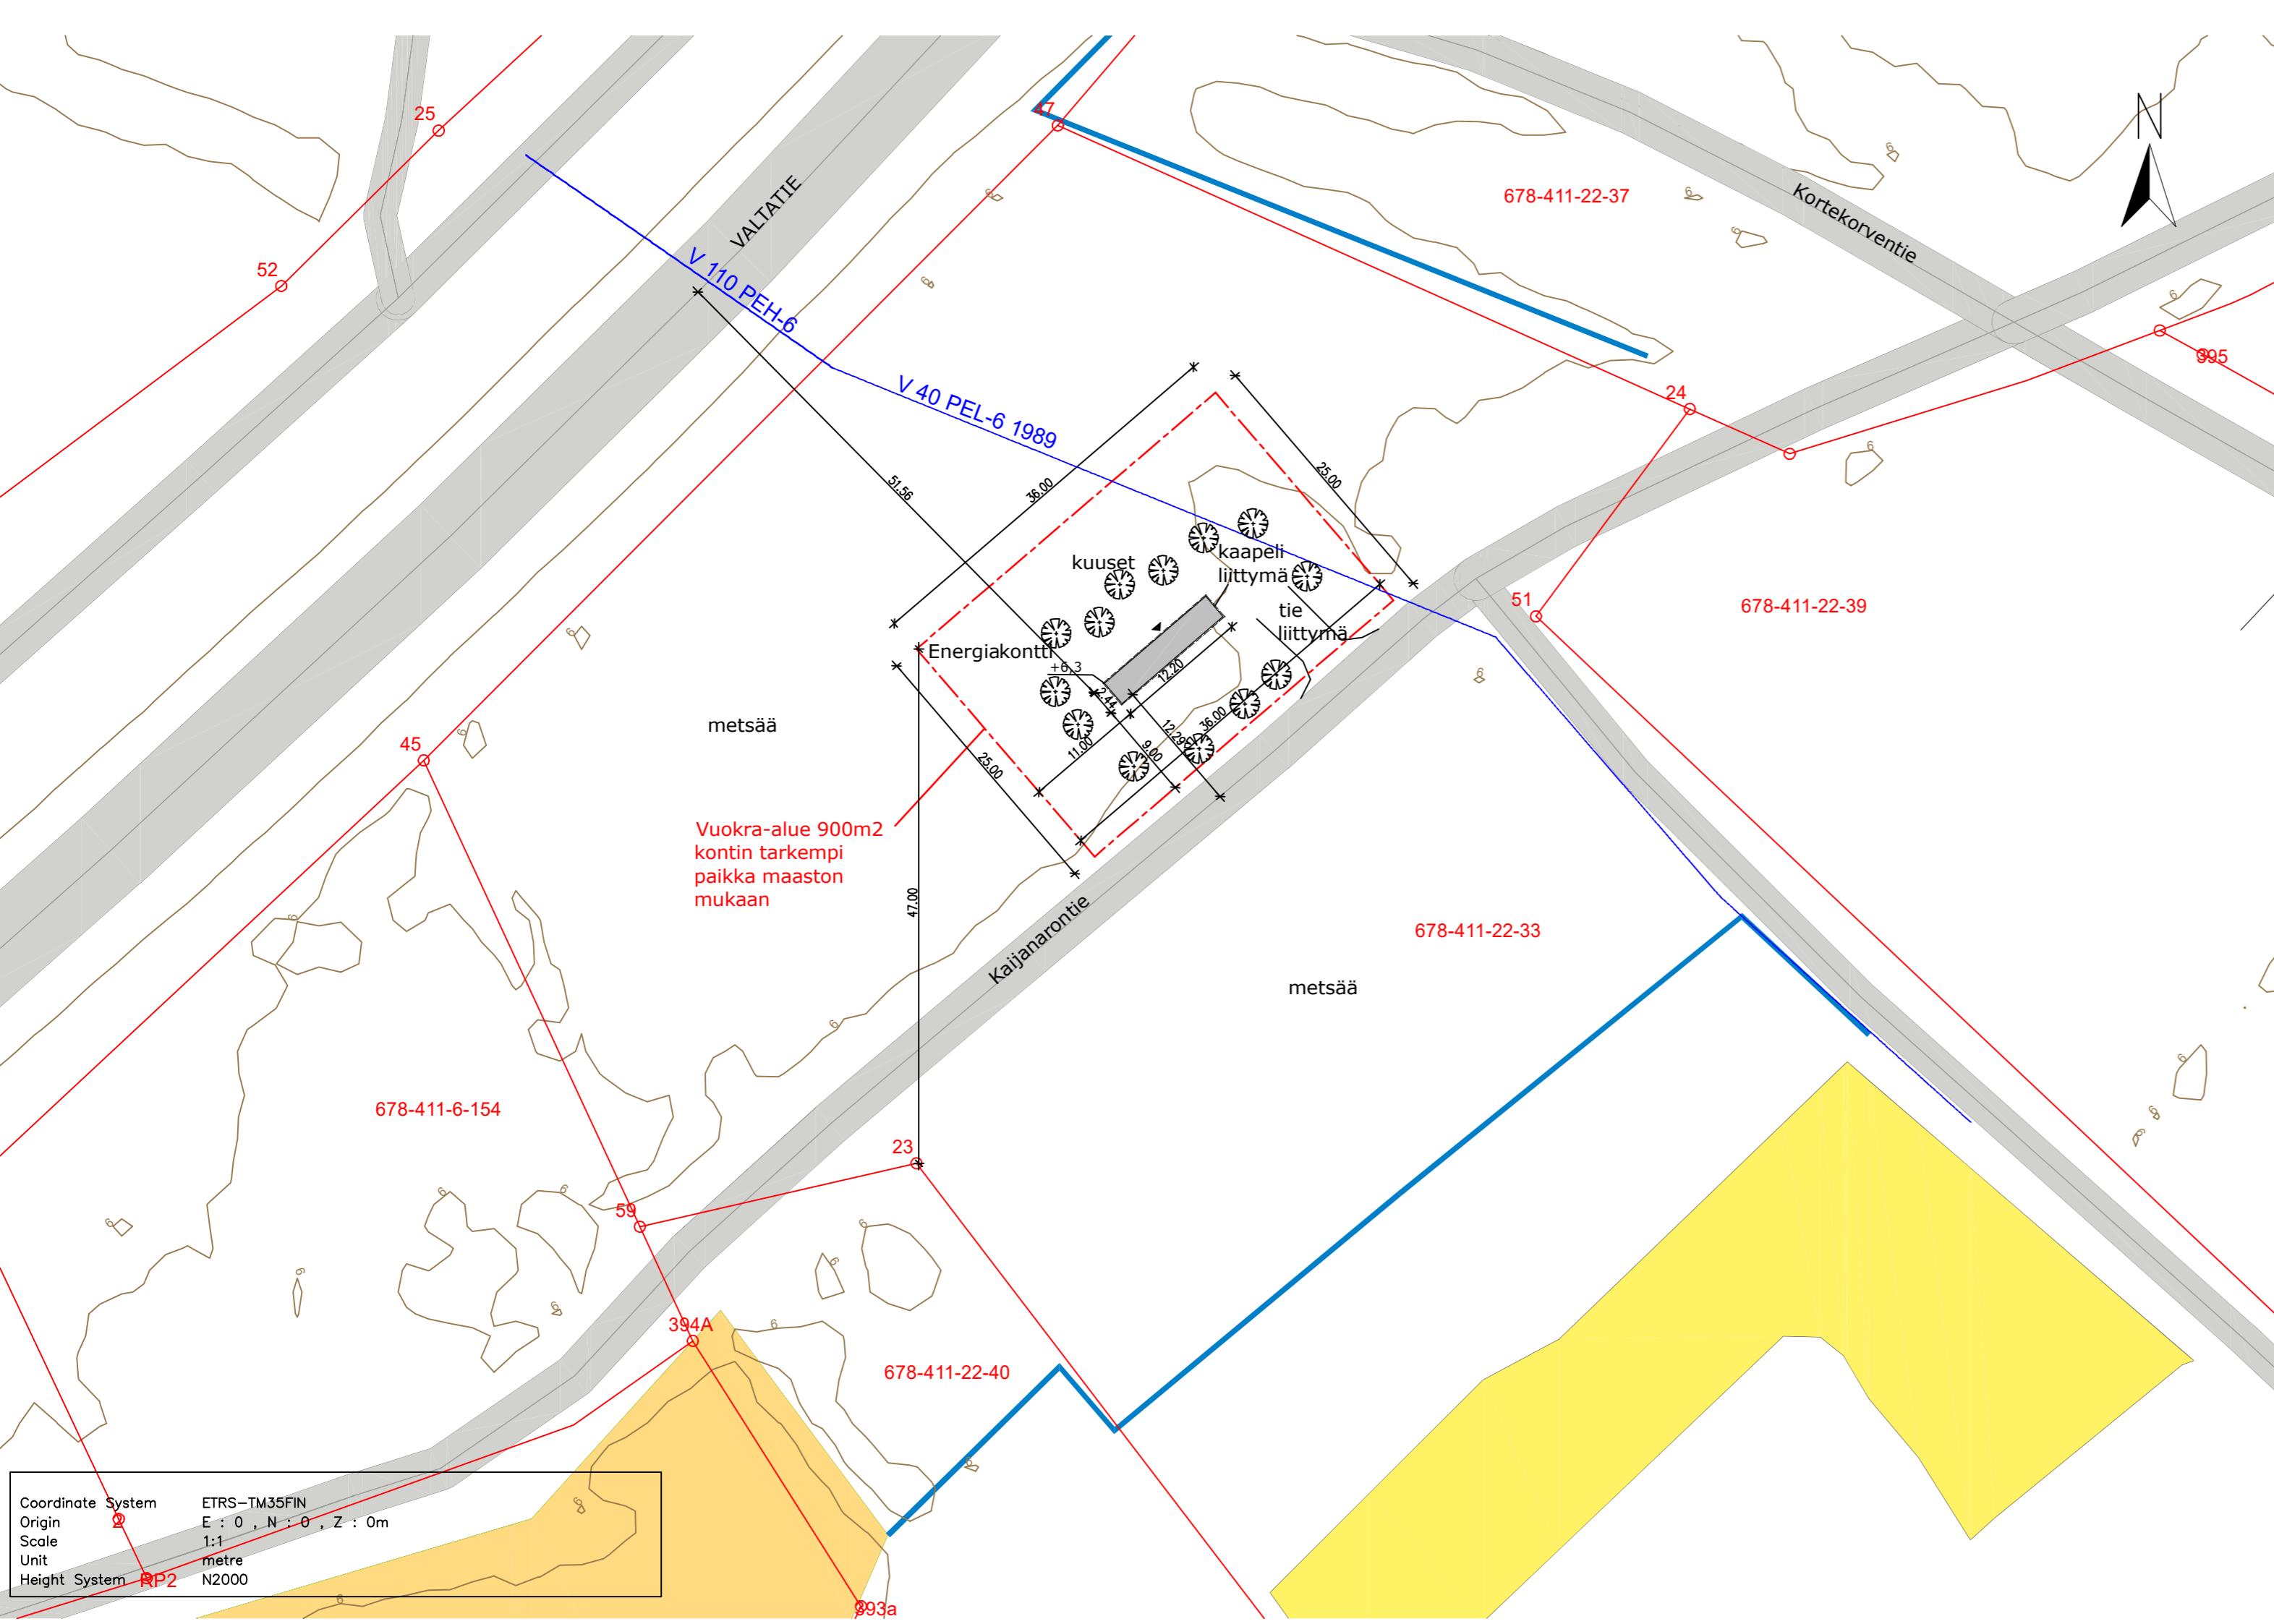 N
25
47
VALTATIE
678-411-22-37
Kortekorventie
52
V 110 PEH-6
395
24
V 40 PEL-6 1989
51.56
36.00
25.00
kuuset
kaapeli
liittymä
tie
liittymä
51
678-411-22-39
Energiakontti
+6.3
12.20
2.44
36.00
12.29
11.00
9.00
25.00
metsää
45
Vuokra-alue 900m2
kontin tarkempi
paikka maaston
mukaan
47.00
Kaijanarontie
678-411-22-33
metsää
678-411-6-154
23
59
394A
678-411-22-40
Coordinate System ETRS-TM35FIN
Origin E : 0 , N : 0 , Z : 0m
2
Scale 1:1
Unit metre
Height System N2000
RP2
393a